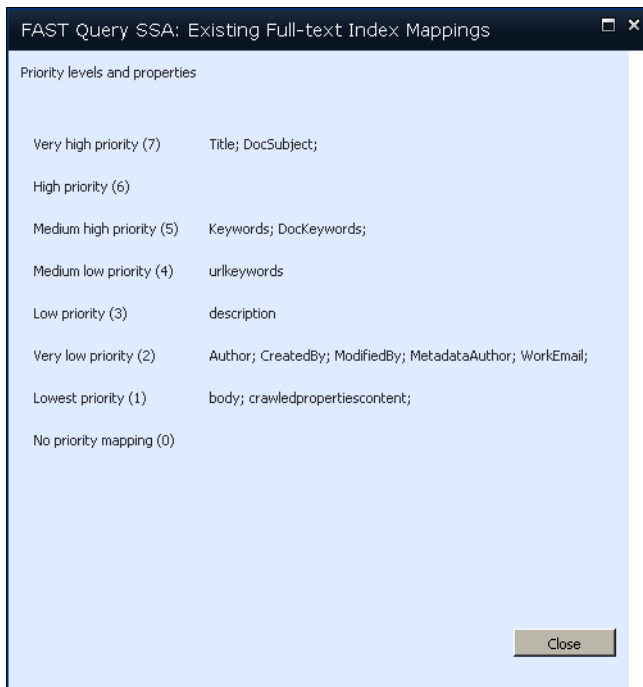 FAST Query SSA: Existing Full-text Index Mappings
Priority levels and properties
Very high priority (7) Title; DocSubject;
High priority (6)
Medium high priority (5) Keywords; DocKeywords;
Medium low priority (4) urlkeywords
Low priority (3) description
Very low priority (2) Author; CreatedBy; ModifiedBy; MetadataAuthor; WorkEmail;
Lowest priority (1) body; crawledpropertiescontent;
No priority mapping (0)
Close